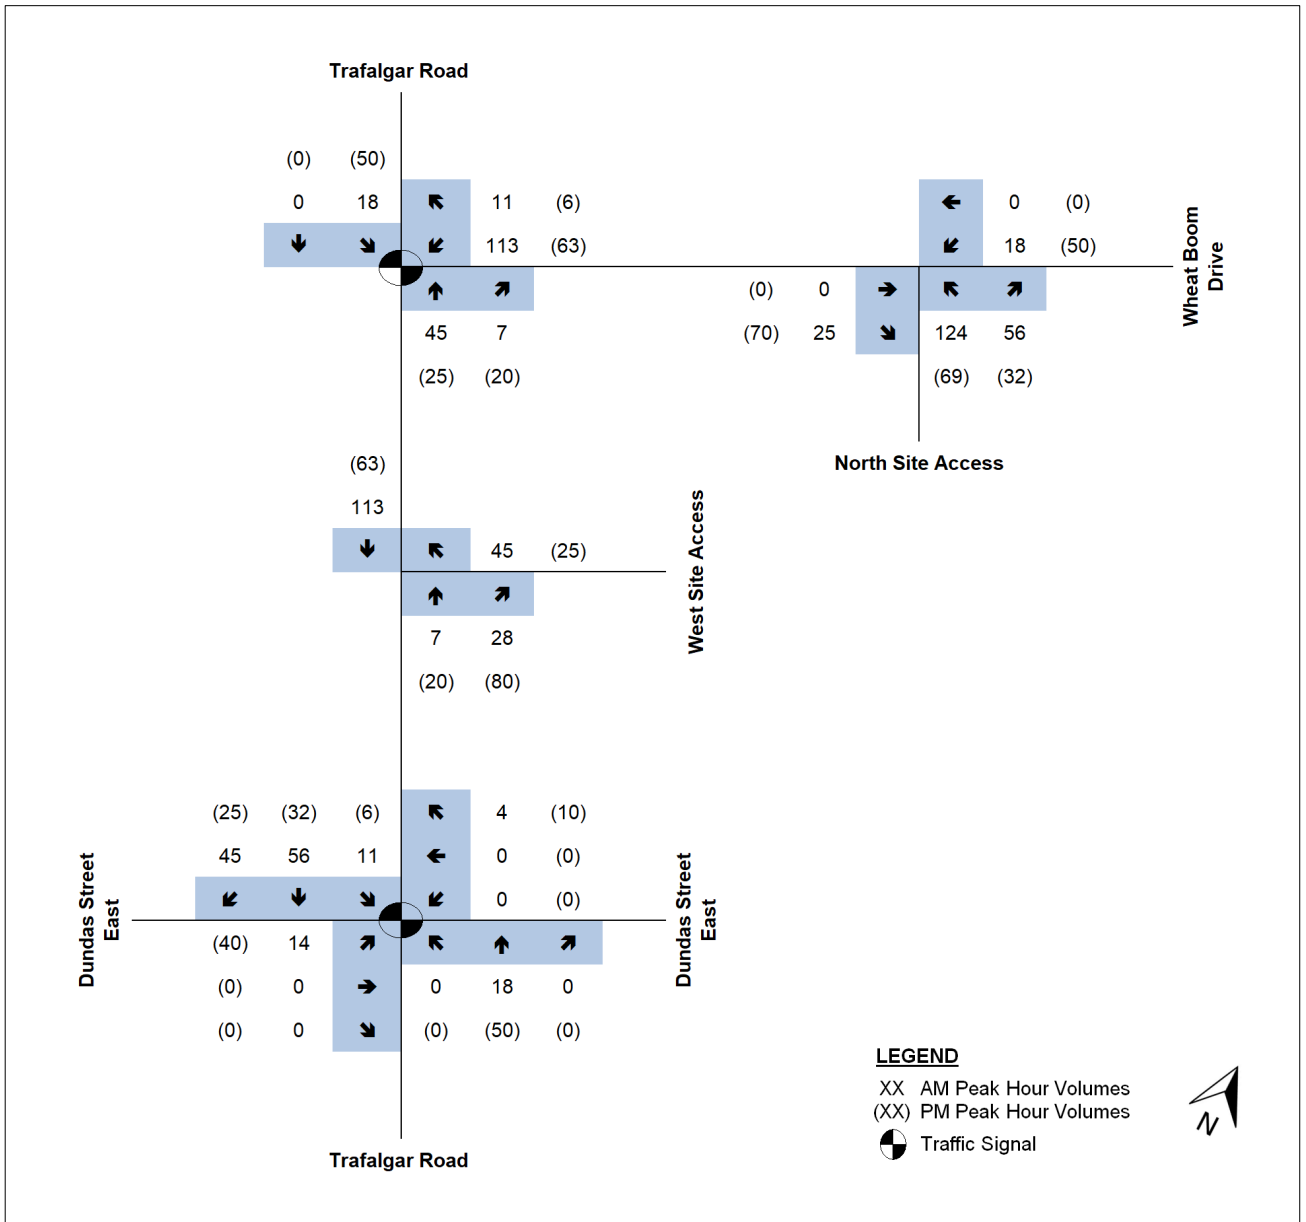 Trafalgar Road
(0) (50)
0 18 11 (6)
113 (63)
45 7
(25) (20)
0 (0)
18 (50)
(0) 0
(70) 25 124 56
(69) (32)
Wheat Boom
Drive
North Site Access
(63)
113
45 (25)
7 28
(20) (80)
West Site Access
(25) (32) (6) 4 (10)
45 56 11 0 (0)
0 (0)
(40) 14
(0) 0 0 18 0
(0) 0 (0) (50) (0)
Dundas Street
East
Dundas Street
East
Trafalgar Road
LEGEND
XX AM Peak Hour Volumes
(XX) PM Peak Hour Volumes
Traffic Signal
N